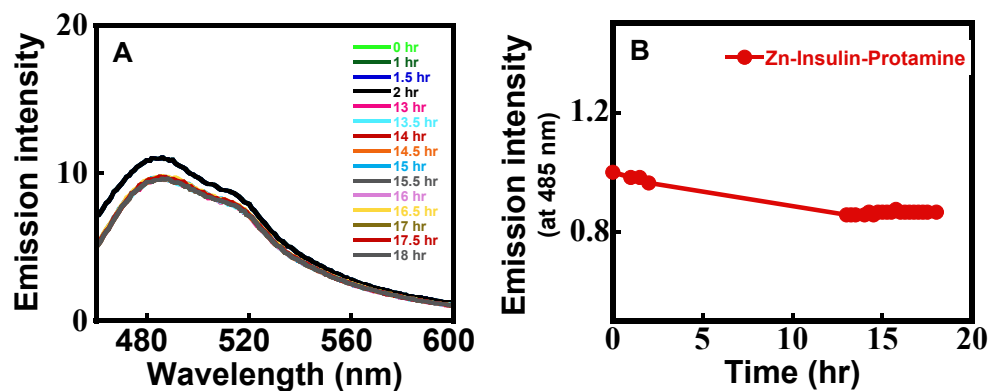 A
20
10
0
Emission intensity
480
520
560
600
Wavelength (nm)
0 hr
1 hr
1.5 hr
2 hr
13 hr
13.5 hr
14 hr
14.5 hr
15 hr
15.5 hr
16 hr
16.5 hr
17 hr
17.5 hr
18 hr
B
Zn-Insulin-Protamine
1.2
0.8
Emission intensity
(at 485 nm)
0
5
10
15
20
Time (hr)